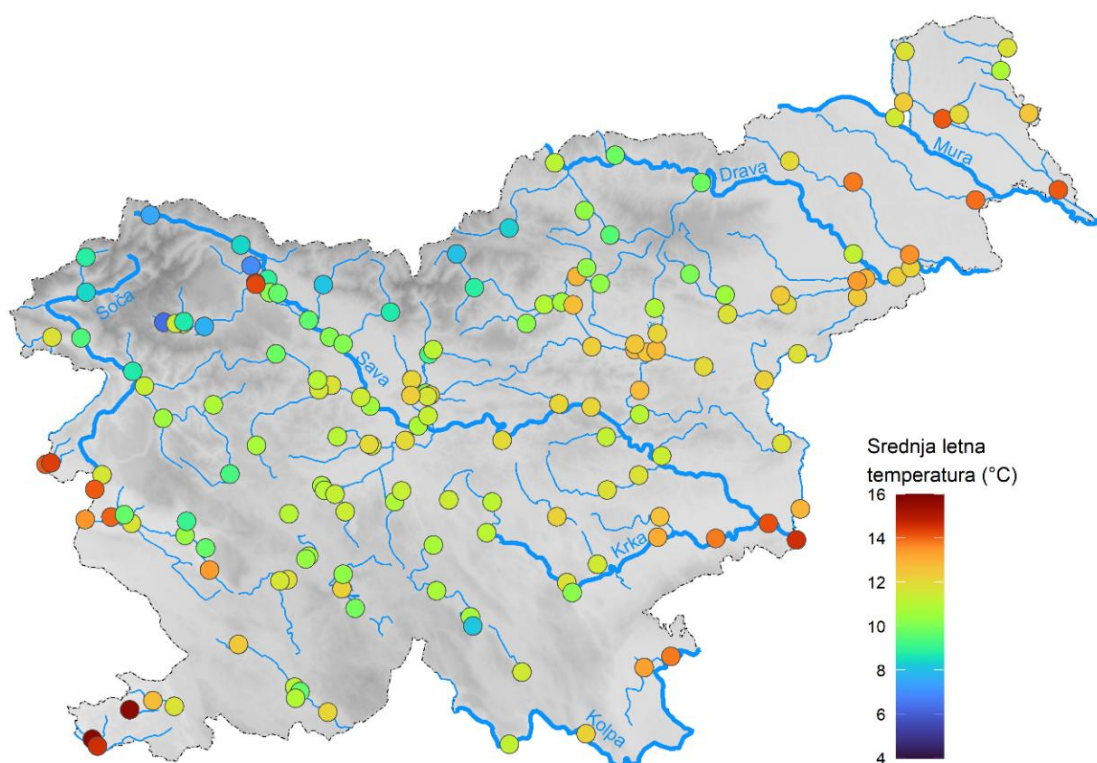 Mura
Drava
Soča
Sava
Krka
Kolpa
Srednja letna
temperatura (°C)
16
14
12
10
8
6
4